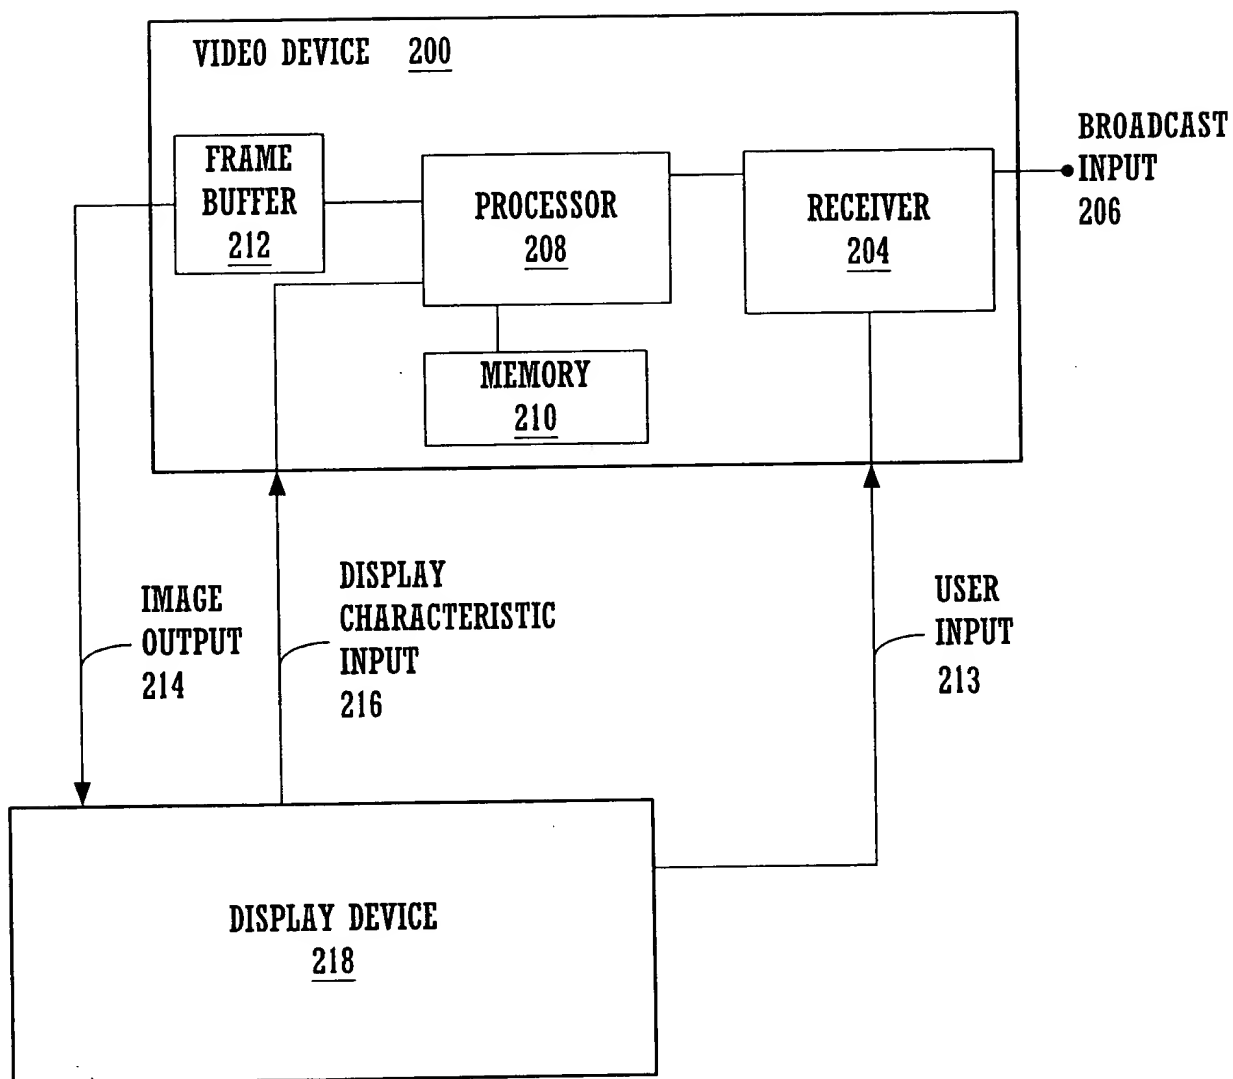 VIDEO DEVICE 200
FRAME
BUFFER
212
PROCESSOR
208
RECEIVER
204
BROADCAST
INPUT
206
MEMORY
210
IMAGE
OUTPUT
214
DISPLAY
CHARACTERISTIC
INPUT
216
USER
INPUT
213
DISPLAY DEVICE
218